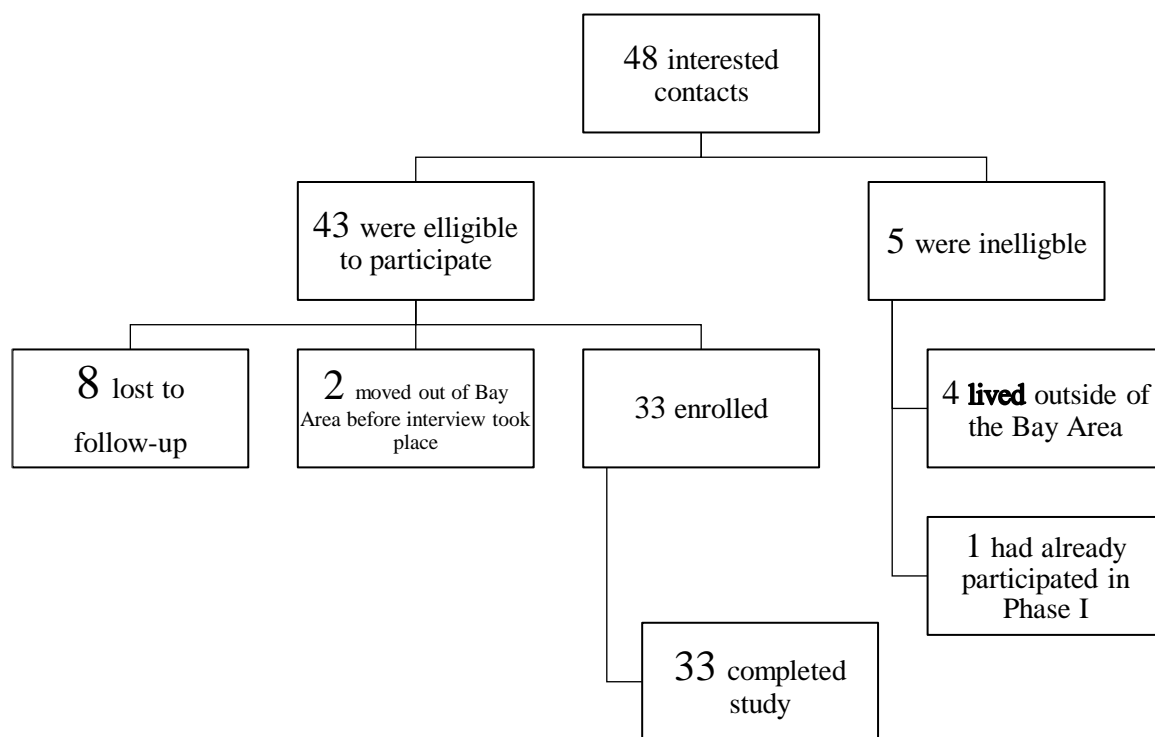 48 interested
contacts
43 were elligible
to participate
5 were inelligble
8 lost to
follow-up
2 moved out of Bay
Area before interview took
place
33 enrolled
4 lived outside of
the Bay Area
1 had already
participated in
Phase I
33 completed
study